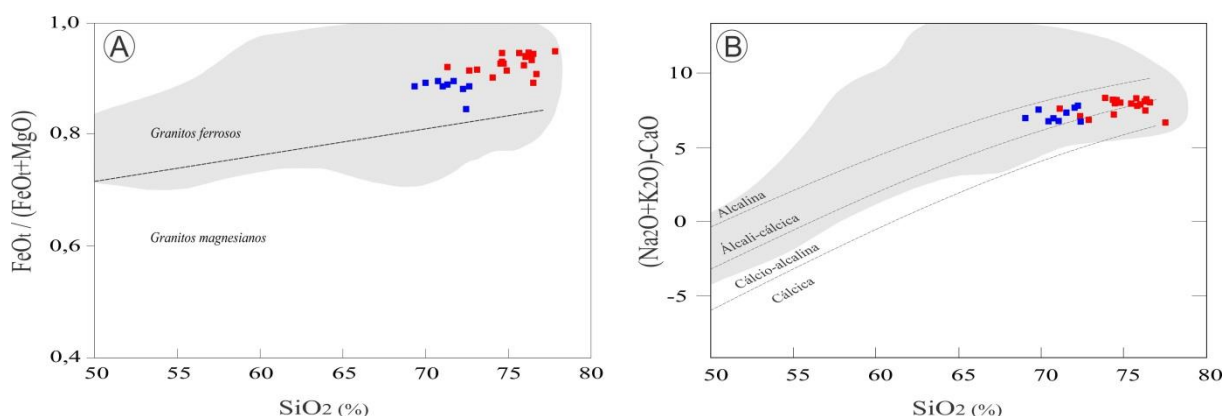 A
1,0
0,8
0,6
0,4
FeOt / (FeOt+MgO)
Granitos ferrosos
Granitos magnesianos
50
55
60
65
70
75
80
SiO2 (%)
B
10
5
0
-5
(Na2O+K2O)-CaO
Alcalina
Álcali-cálcica
Cálcio-alcalina
Cálcica
50
55
60
65
70
75
80
SiO2 (%)